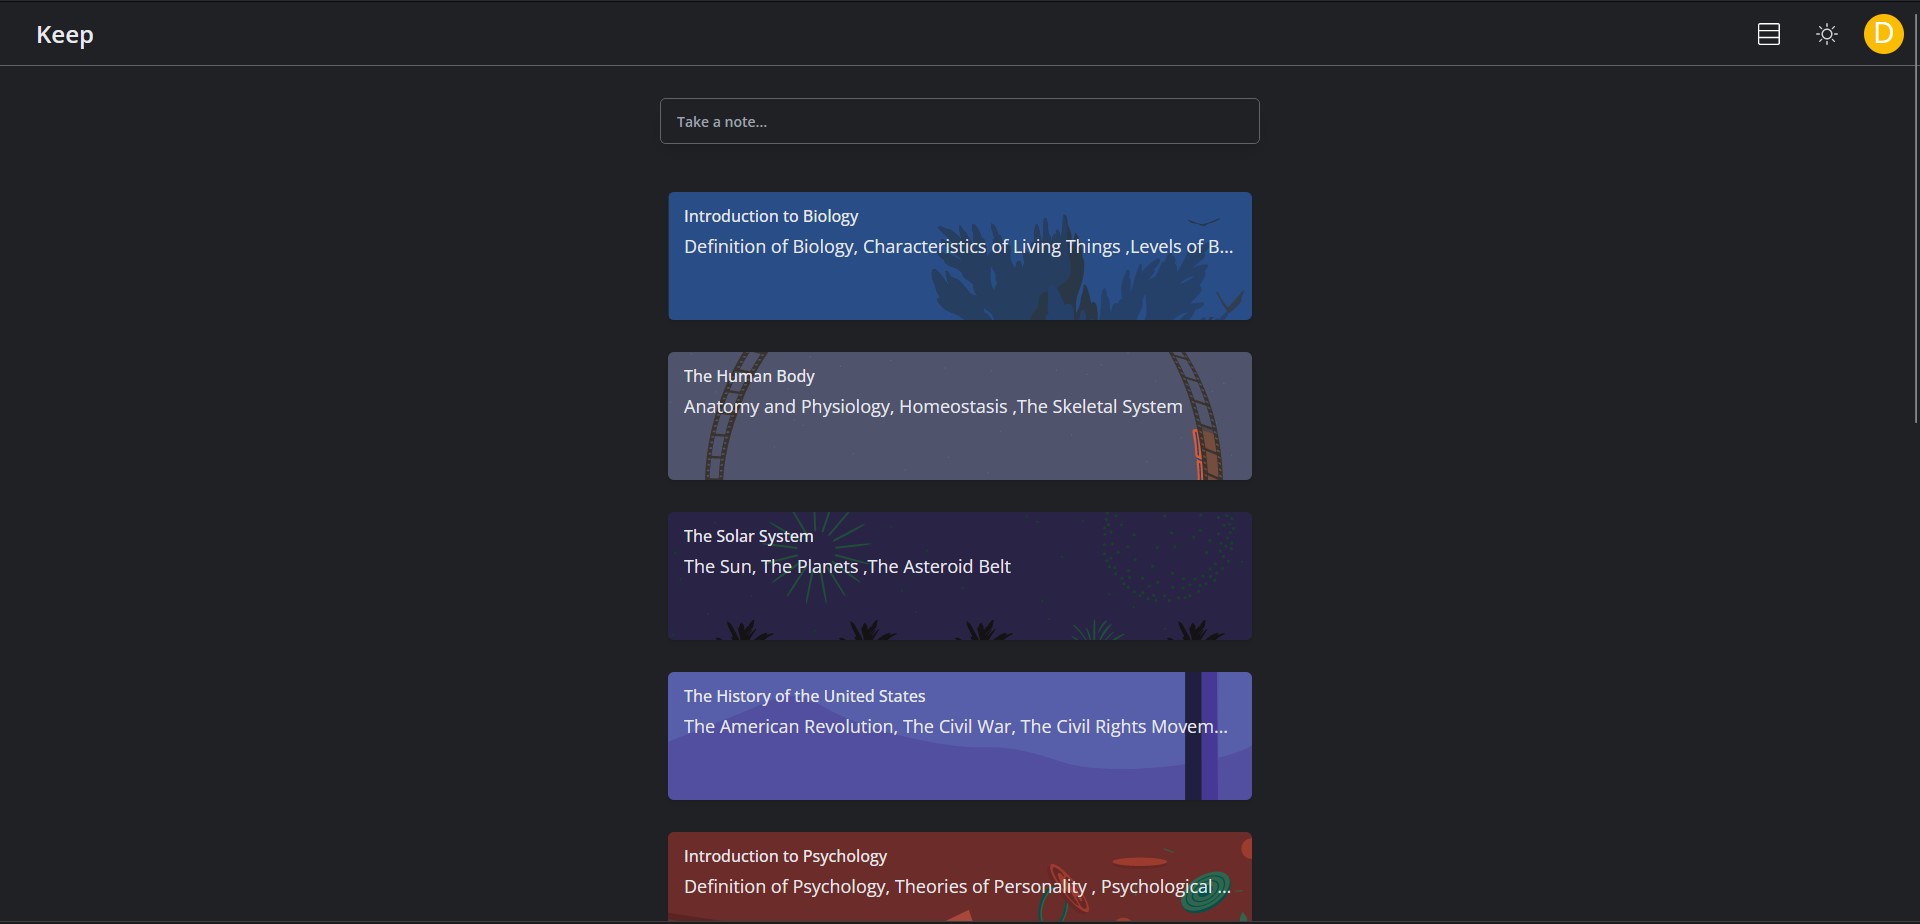 Keep
D
Take a note...
Introduction to Biology
Definition of Biology, Characteristics of Living Things ,Levels of B...
The Human Body
Anatomy and Physiology, Homeostasis ,The Skeletal System
The Solar System
The Sun, The Planets ,The Asteroid Belt
The History of the United States
The American Revolution, The Civil War, The Civil Rights Movem...
Introduction to Psychology
Definition of Psychology, Theories of Personality , Psychological ...